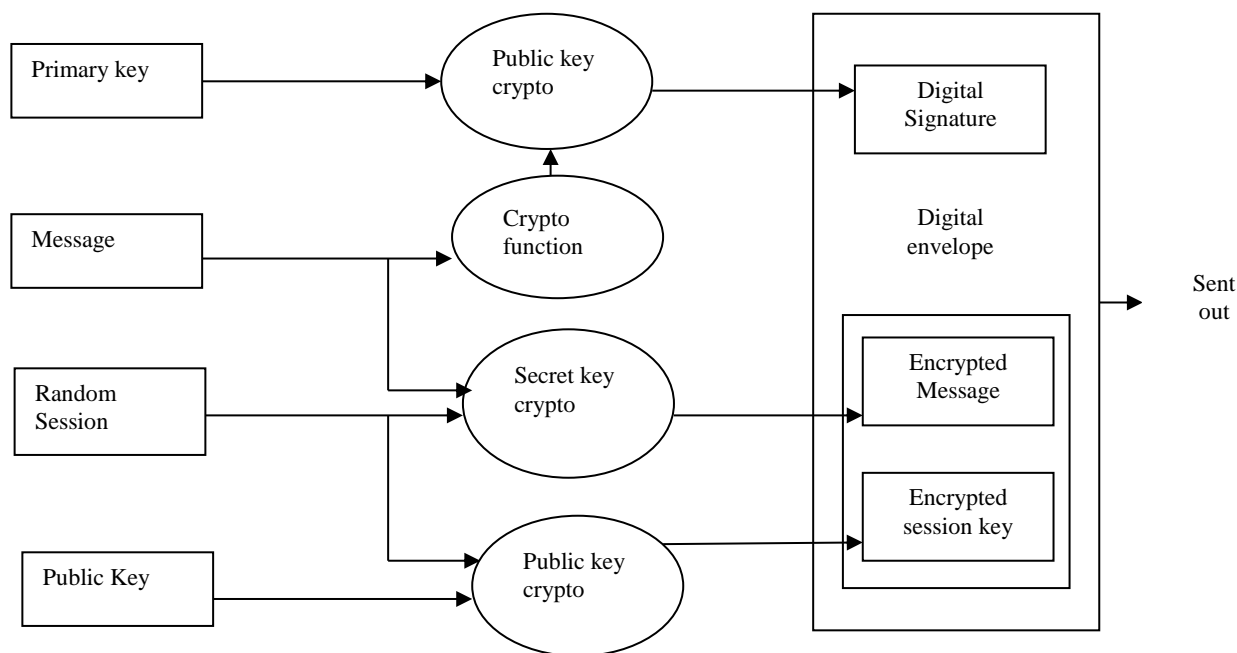 Primary key
Public key
crypto
Digital
Signature
Message
Crypto
function
Digital
envelope
Sent
out
Random
Session
Secret key
crypto
Encrypted
Message
Encrypted
session key
Public Key
Public key
crypto